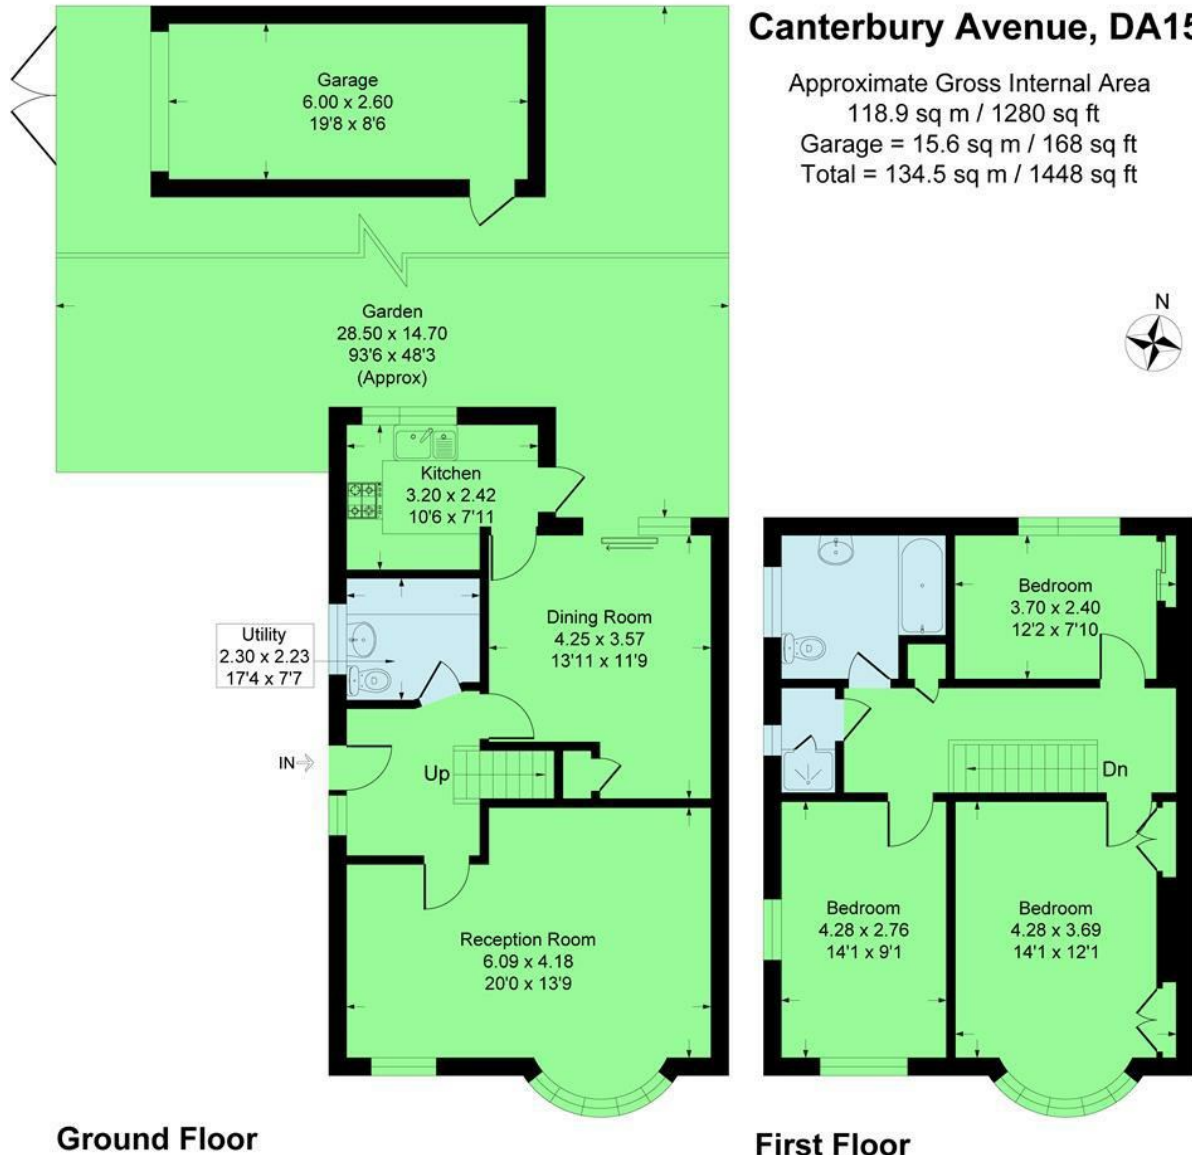 Canterbury Avenue, DA15
Approximate Gross Internal Area
118.9 sq m / 1280 sq ft
Garage = 15.6 sq m / 168 sq ft
Total = 134.5 sq m / 1448 sq ft
Garage
6.00 x 2.60
19'8 x 8'6
N
Garden
28.50 x 14.70
93'6 x 48'3
(Approx)
Kitchen
3.20 x 2.42
10'6 x 7'11
Utility
2.30 x 2.23
17'4 x 7'7
Dining Room
4.25 x 3.57
13'11 x 11'9
IN
Up
Reception Room
6.09 x 4.18
20'0 x 13'9
Bedroom
3.70 x 2.40
12'2 x 7'10
Dn
Bedroom
4.28 x 2.76
14'1 x 9'1
Bedroom
4.28 x 3.69
14'1 x 12'1
Ground Floor
First Floor